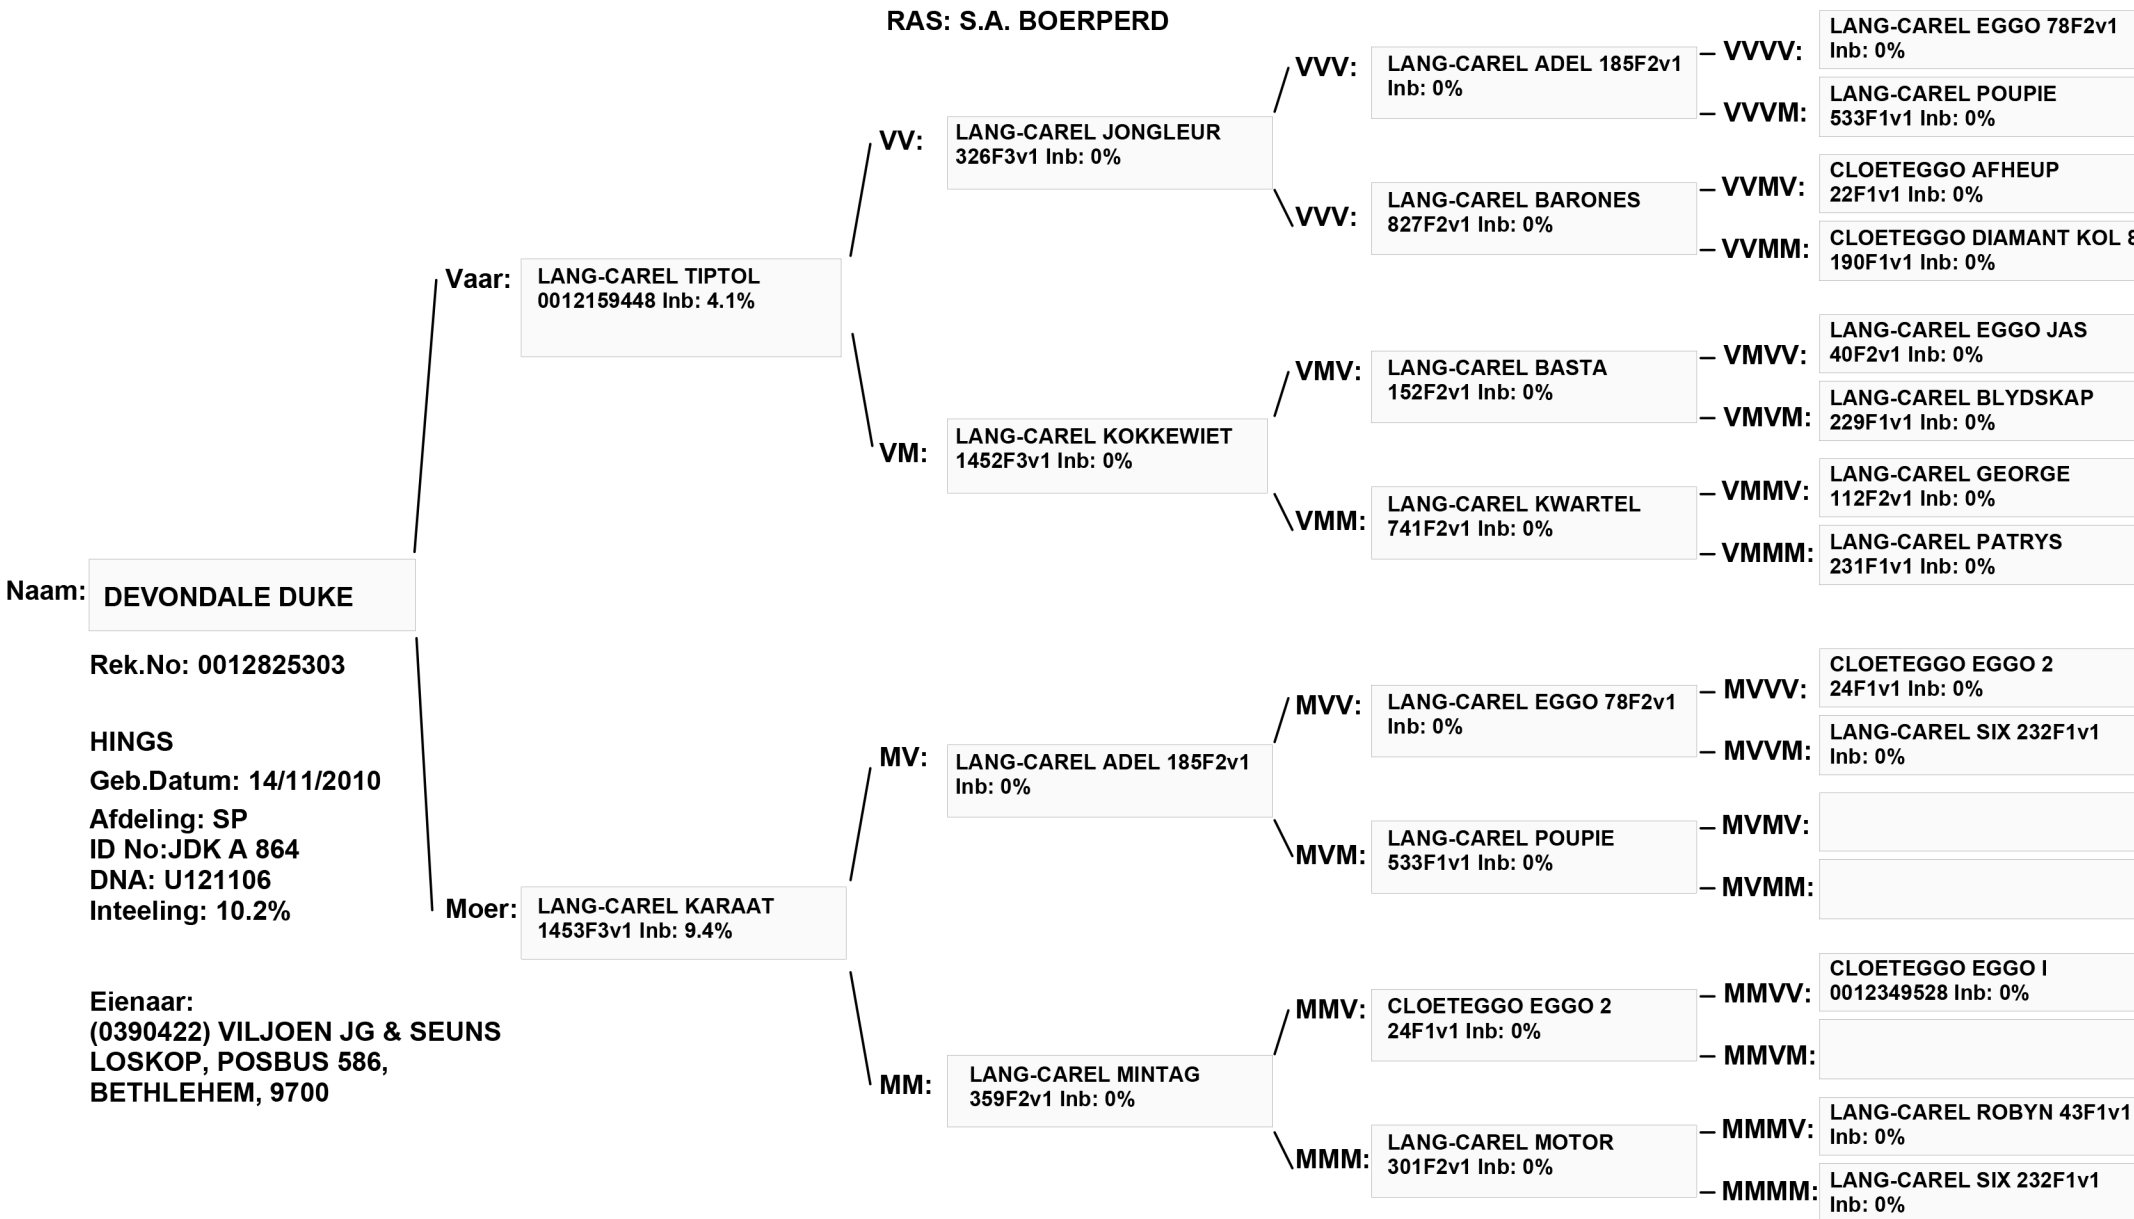 RAS: S.A. BOERPERD
Naam:
DEVONDALE DUKE
Rek.No: 0012825303
HINGS
Geb.Datum: 14/11/2010
Afdeling: SP
ID No:JDK A 864
DNA: U121106
Inteeling: 10.2%
Eienaar:
(0390422) VILJOEN JG & SEUNS
LOSKOP, POSBUS 586,
BETHLEHEM, 9700
Vaar:
LANG-CAREL TIPTOL
0012159448 Inb: 4.1%
Moer:
LANG-CAREL KARAAT
1453F3v1 Inb: 9.4%
VV:
LANG-CAREL JONGLEUR
326F3v1 Inb: 0%
VM:
LANG-CAREL KOKKEWIET
1452F3v1 Inb: 0%
MV:
LANG-CAREL ADEL 185F2v1
Inb: 0%
MM:
LANG-CAREL MINTAG
359F2v1 Inb: 0%
VVV:
LANG-CAREL ADEL 185F2v1
Inb: 0%
VVV:
LANG-CAREL BARONES
827F2v1 Inb: 0%
VMV:
LANG-CAREL BASTA
152F2v1 Inb: 0%
VMM:
LANG-CAREL KWARTEL
741F2v1 Inb: 0%
MVV:
LANG-CAREL EGGO 78F2v1
Inb: 0%
MVM:
LANG-CAREL POUPIE
533F1v1 Inb: 0%
MMV:
CLOETEGGO EGGO 2
24F1v1 Inb: 0%
MMM:
LANG-CAREL MOTOR
301F2v1 Inb: 0%
VVVV:
LANG-CAREL EGGO 78F2v1
Inb: 0%
VVVM:
LANG-CAREL POUPIE
533F1v1 Inb: 0%
VVMV:
CLOETEGGO AFHEUP
22F1v1 Inb: 0%
VVMM:
CLOETEGGO DIAMANT KOL
190F1v1 Inb: 0%
VMVV:
LANG-CAREL EGGO JAS
40F2v1 Inb: 0%
VMVM:
LANG-CAREL BLYDSKAP
229F1v1 Inb: 0%
VMMV:
LANG-CAREL GEORGE
112F2v1 Inb: 0%
VMMM:
LANG-CAREL PATRYS
231F1v1 Inb: 0%
MVVV:
CLOETEGGO EGGO 2
24F1v1 Inb: 0%
MVVM:
LANG-CAREL SIX 232F1v1
Inb: 0%
MVMV:
MVMM:
MMVV:
CLOETEGGO EGGO I
0012349528 Inb: 0%
MMVM:
MMMV:
LANG-CAREL ROBYN 43F1v1
Inb: 0%
MMMM:
LANG-CAREL SIX 232F1v1
Inb: 0%